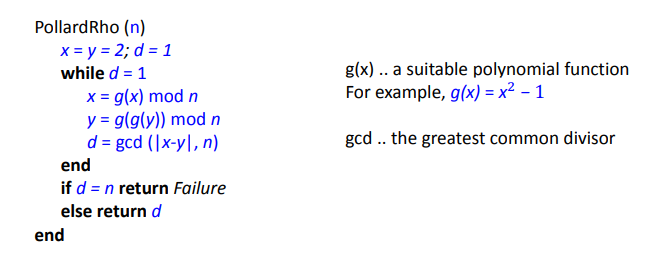 PollardRho (n)
x = y = 2; d = 1
while d = 1
x = g(x) mod n
y = g(g(y)) mod n
d = gcd (|x-y|, n)
end
if d = n return Failure
else return d
end
g(x) .. a suitable polynomial function
For example, g(x) = x² − 1
gcd .. the greatest common divisor